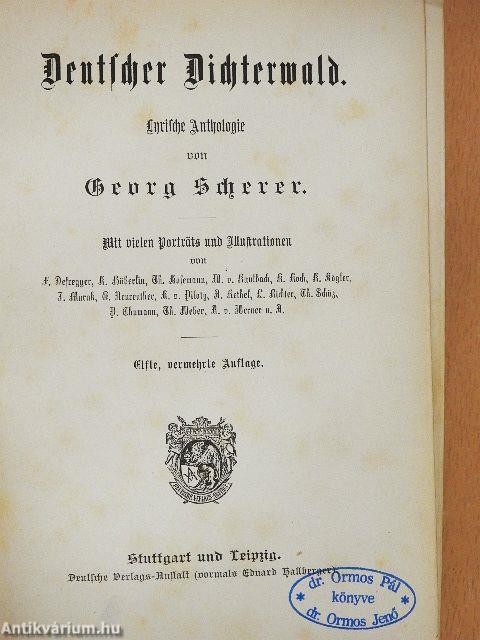 Deutscher Dichterwald.
Lyrische Anthologie
von
Georg Scherer.
Mit vielen Porträts und Illustrationen
von
F. Defregger, K. Häberlin, Th. Hosemann, W. v. Kaulbach, K. Koch, K. Kögler,
J. Marak, G. Neureuther, K. v. Piloty, A. Rethel, L. Richter, Th. Schüz,
P. Thumann, Th. Weber, A. v. Werner u. A.
Elfte, vermehrte Auflage.
Stuttgart und Leipzig.
Deutsche Verlags-Anstalt (vormals Eduard Hallberger).
dr. Ormos Pál
könyve
dr. Ormos Jenő
Antikvárium.hu